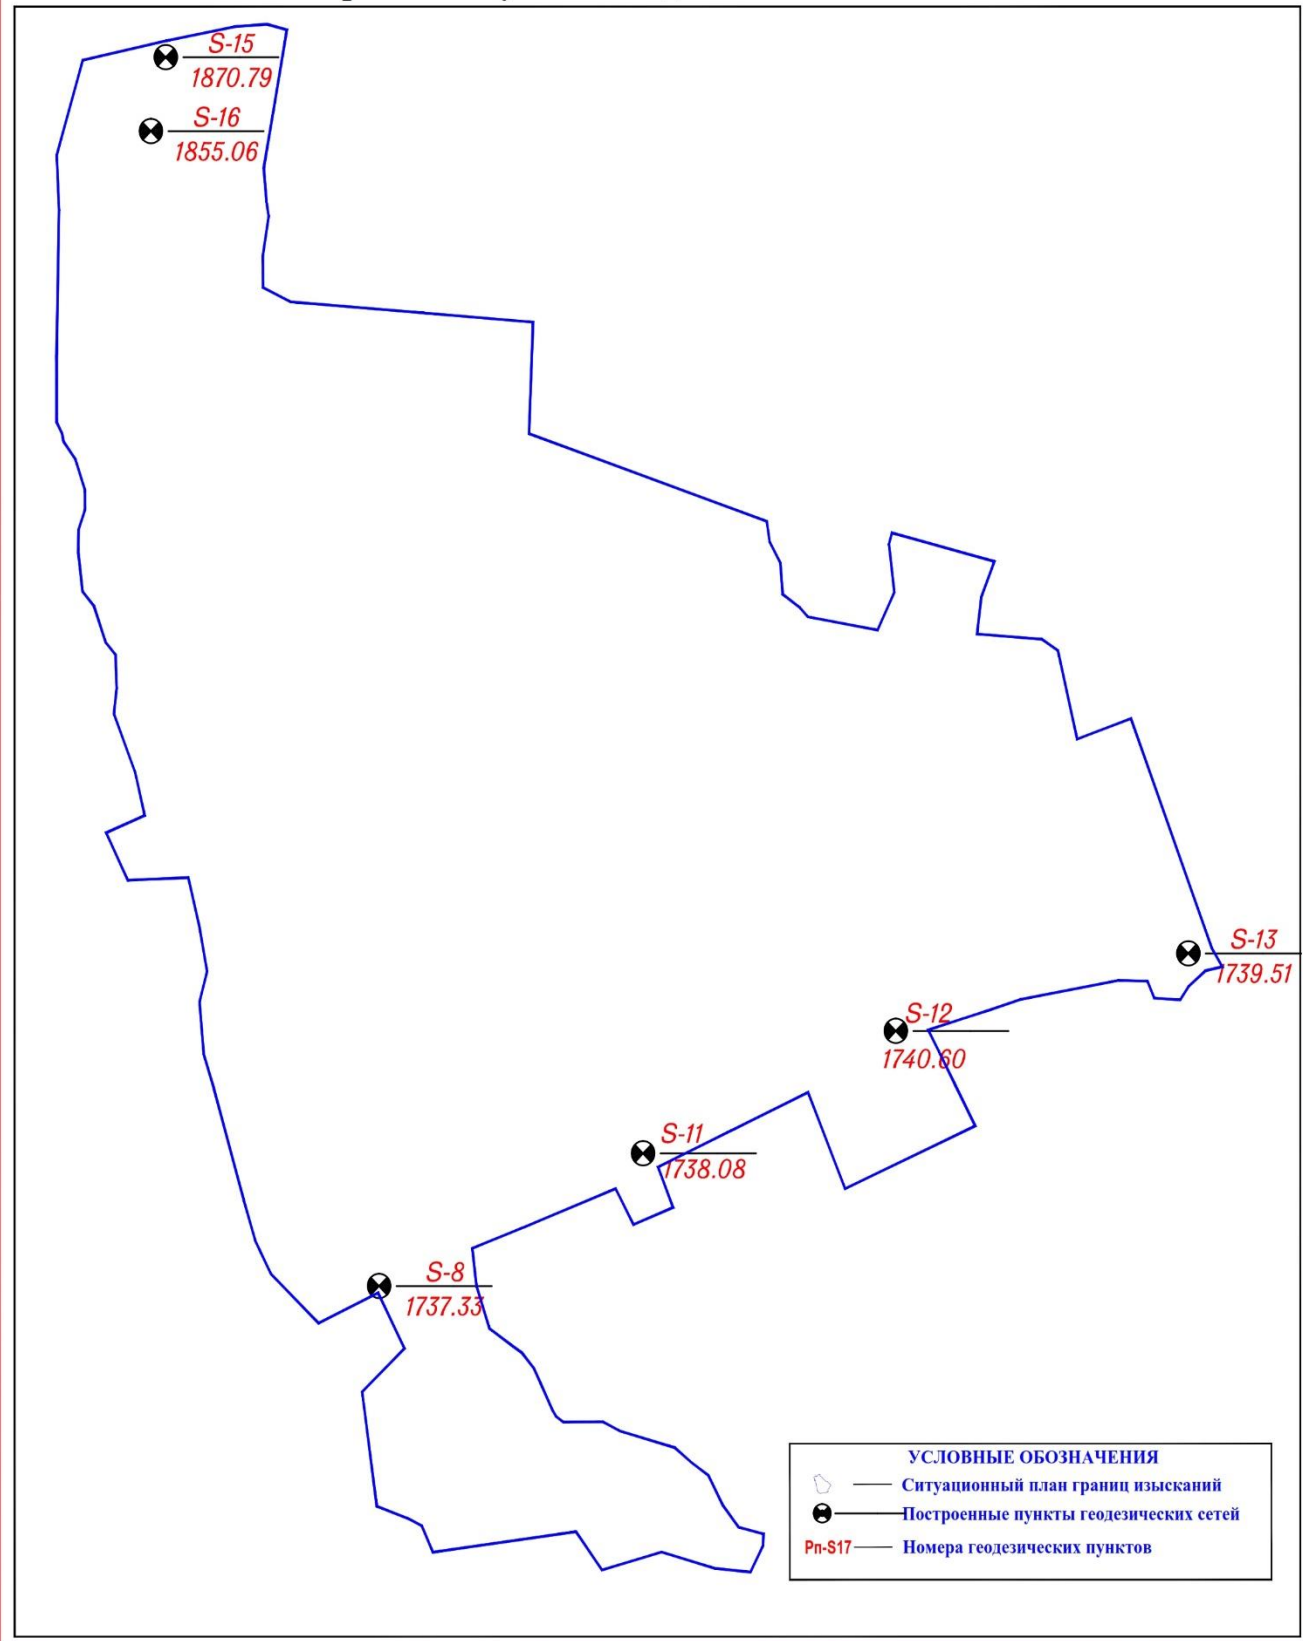 S-15
1870.79
S-16
1855.06
S-13
1739.51
S-12
1740.60
S-11
1738.08
S-8
1737.33
УСЛОВНЫЕ ОБОЗНАЧЕНИЯ
Ситуационный план границ изысканий
Построенные пункты геодезических сетей
Рп-S17 Номера геодезических пунктов